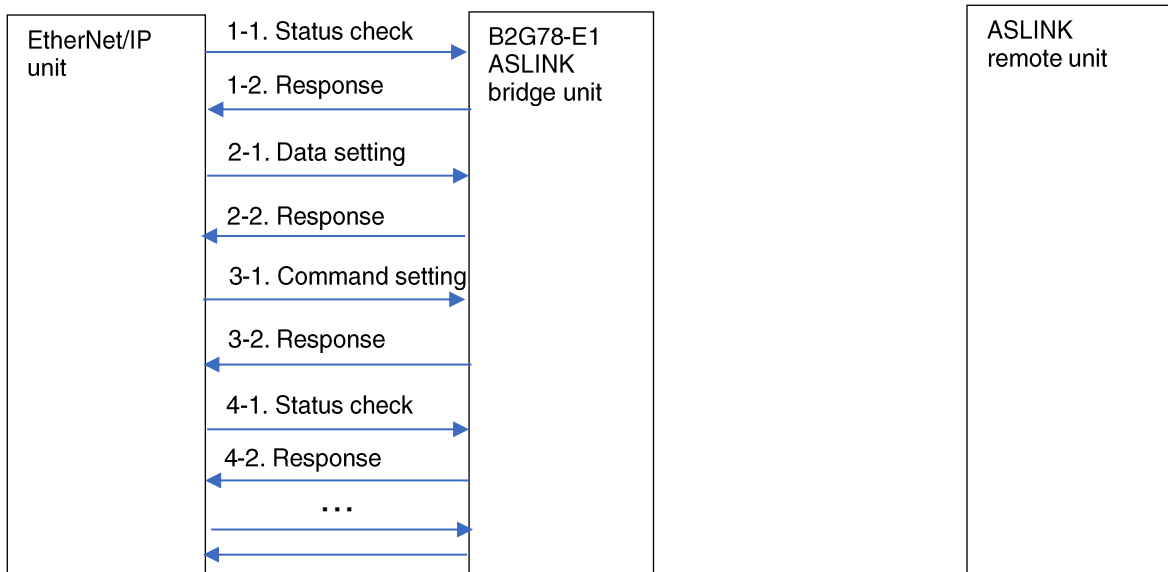 EtherNet/IP
unit
1-1. Status check
1-2. Response
2-1. Data setting
2-2. Response
3-1. Command setting
3-2. Response
4-1. Status check
4-2. Response
...
B2G78-E1
ASLINK
bridge unit
ASLINK
remote unit